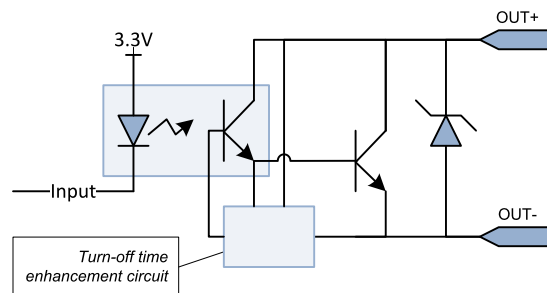 OUT+
3.3V
Input
OUT-
Turn-off time
enhancement circuit